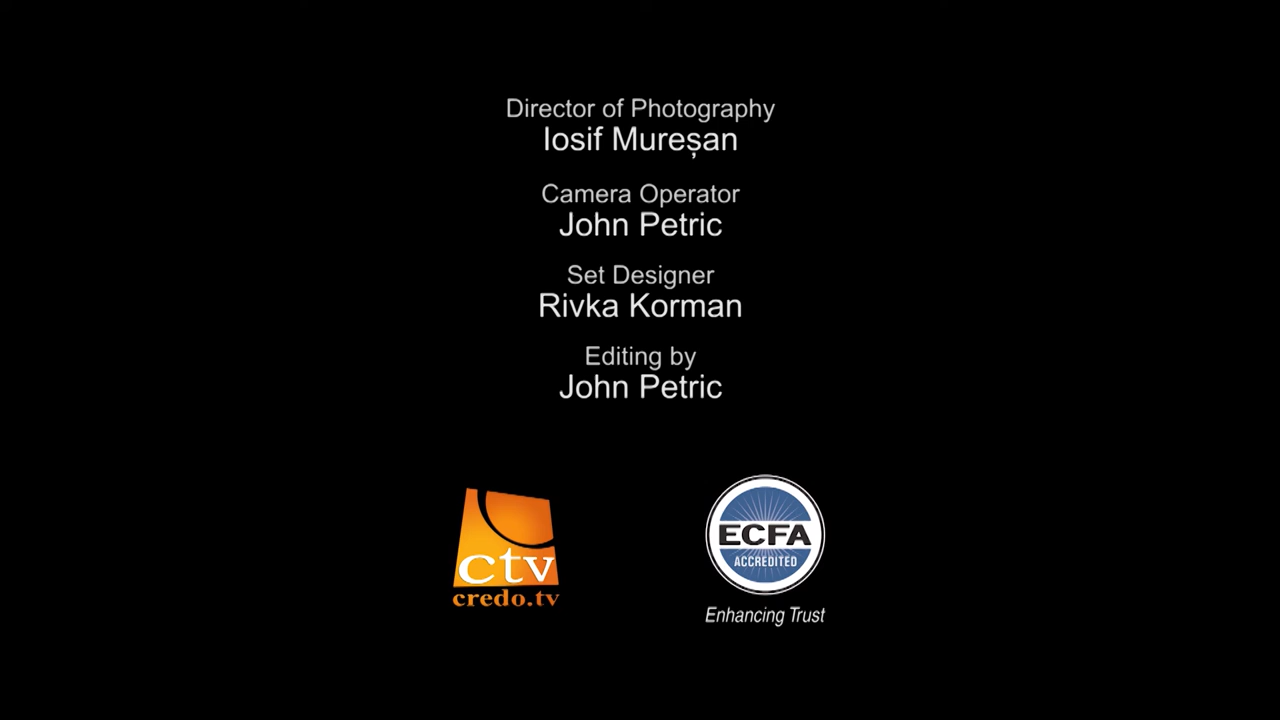 Director of Photography
Iosif Mureșan
Camera Operator
John Petric
Set Designer
Rivka Korman
Editing by
John Petric
ctv
credo.tv
ECFA
ACCREDITED
Enhancing Trust